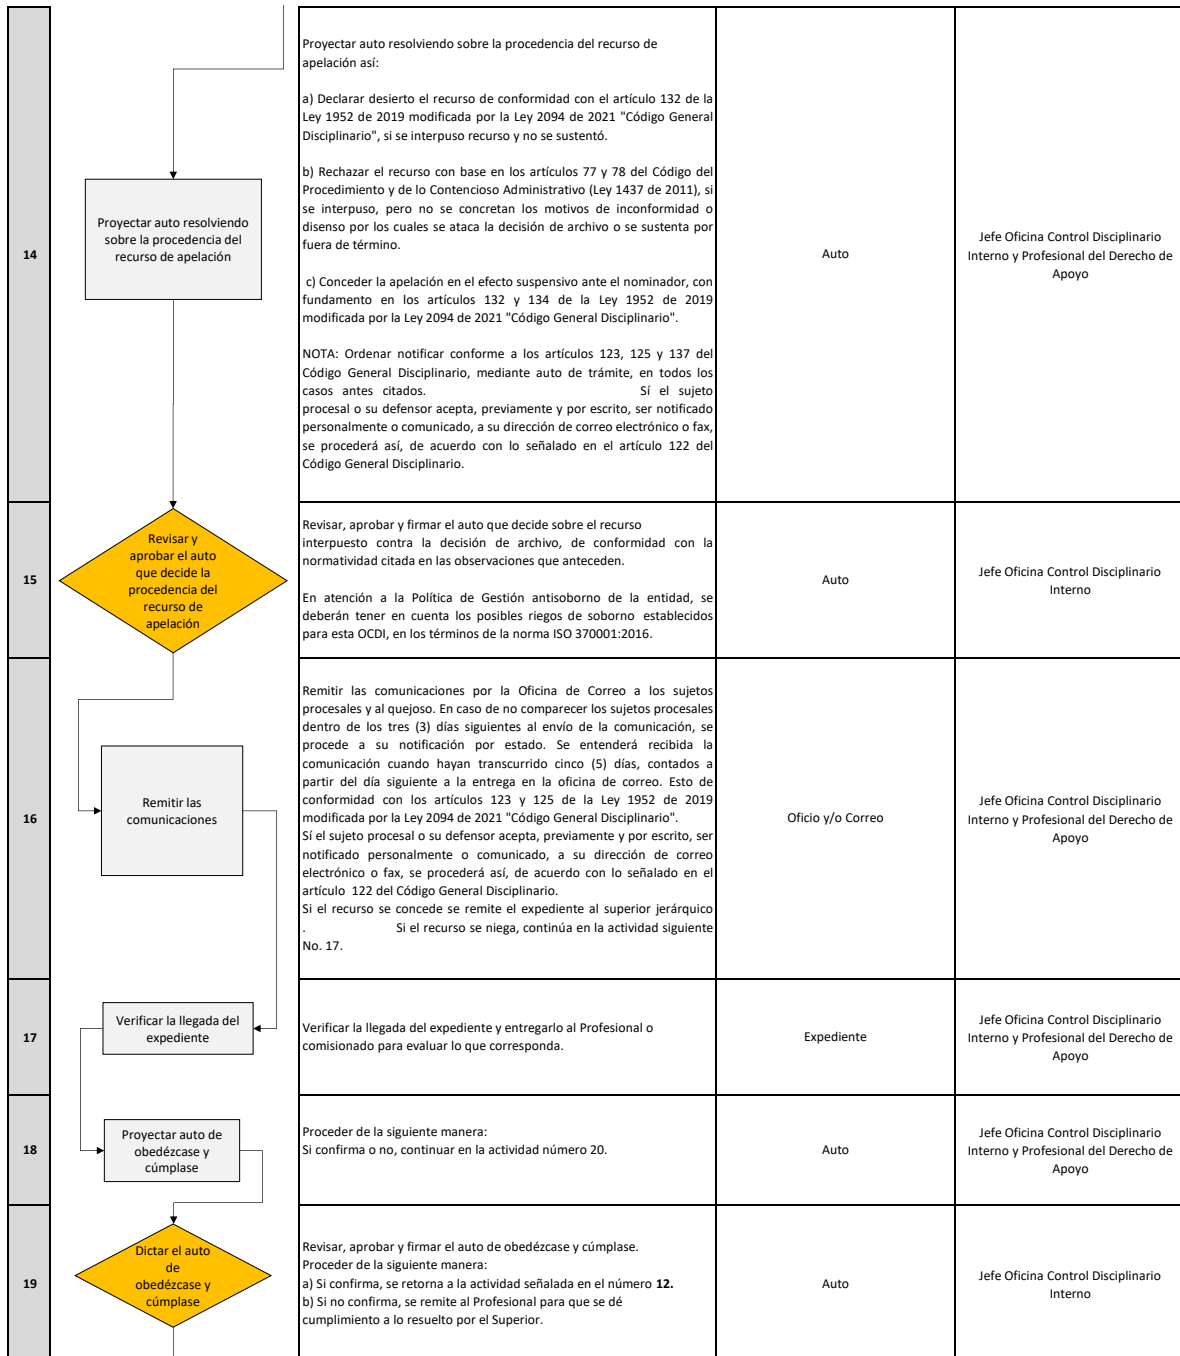 14
Proyectar auto resolviendo
sobre la procedencia del
recurso de apelación
Proyectar auto resolviendo sobre la procedencia del recurso de
apelación así:
a) Declarar desierto el recurso de conformidad con el artículo 132 de la
Ley 1952 de 2019 modificada por la Ley 2094 de 2021 "Código General
Disciplinario", si se interpuso recurso y no se sustentó.
b) Rechazar el recurso con base en los artículos 77 y 78 del Código del
Procedimiento y de lo Contencioso Administrativo (Ley 1437 de 2011), si
se interpuso, pero no se concretan los motivos de inconformidad o
disenso por los cuales se ataca la decisión de archivo o se sustenta por
fuera de término.
c) Conceder la apelación en el efecto suspensivo ante el nominador, con
fundamento en los artículos 132 y 134 de la Ley 1952 de 2019
modificada por la Ley 2094 de 2021 "Código General Disciplinario".
NOTA: Ordenar notificar conforme a los artículos 123, 125 y 137 del
Código General Disciplinario, mediante auto de trámite, en todos los
casos antes citados. Sí el sujeto
procesal o su defensor acepta, previamente y por escrito, ser notificado
personalmente o comunicado, a su dirección de correo electrónico o fax,
se procederá así, de acuerdo con lo señalado en el artículo 122 del
Código General Disciplinario.
Auto
Jefe Oficina Control Disciplinario
Interno y Profesional del Derecho de
Apoyo
15
Revisar y
aprobar el auto
que decide la
procedencia del
recurso de
apelación
Revisar, aprobar y firmar el auto que decide sobre el recurso
interpuesto contra la decisión de archivo, de conformidad con la
normatividad citada en las observaciones que anteceden.
En atención a la Política de Gestión antisoborno de la entidad, se
deberán tener en cuenta los posibles riegos de soborno establecidos
para esta OCDI, en los términos de la norma ISO 370001:2016.
Auto
Jefe Oficina Control Disciplinario
Interno
16
Remitir las
comunicaciones
Remitir las comunicaciones por la Oficina de Correo a los sujetos
procesales y al quejoso. En caso de no comparecer los sujetos procesales
dentro de los tres (3) días siguientes al envío de la comunicación, se
procede a su notificación por estado. Se entenderá recibida la
comunicación cuando hayan transcurrido cinco (5) días, contados a
partir del día siguiente a la entrega en la oficina de correo. Esto de
conformidad con los artículos 123 y 125 de la Ley 1952 de 2019
modificada por la Ley 2094 de 2021 "Código General Disciplinario".
Sí el sujeto procesal o su defensor acepta, previamente y por escrito, ser
notificado personalmente o comunicado, a su dirección de correo
electrónico o fax, se procederá así, de acuerdo con lo señalado en el
artículo 122 del Código General Disciplinario.
Si el recurso se concede se remite el expediente al superior jerárquico
. Si el recurso se niega, continúa en la actividad siguiente
No. 17.
Oficio y/o Correo
Jefe Oficina Control Disciplinario
Interno y Profesional del Derecho de
Apoyo
17
Verificar la llegada del
expediente
Verificar la llegada del expediente y entregarlo al Profesional o
comisionado para evaluar lo que corresponda.
Expediente
Jefe Oficina Control Disciplinario
Interno y Profesional del Derecho de
Apoyo
18
Proyectar auto de
obedézcase y
cúmplase
Proceder de la siguiente manera:
Si confirma o no, continuar en la actividad número 20.
Auto
Jefe Oficina Control Disciplinario
Interno y Profesional del Derecho de
Apoyo
19
Dictar el auto
de
obedézcase y
cúmplase
Revisar, aprobar y firmar el auto de obedézcase y cúmplase.
Proceder de la siguiente manera:
a) Si confirma, se retorna a la actividad señalada en el número 12.
b) Si no confirma, se remite al Profesional para que se dé
cumplimiento a lo resuelto por el Superior.
Auto
Jefe Oficina Control Disciplinario
Interno